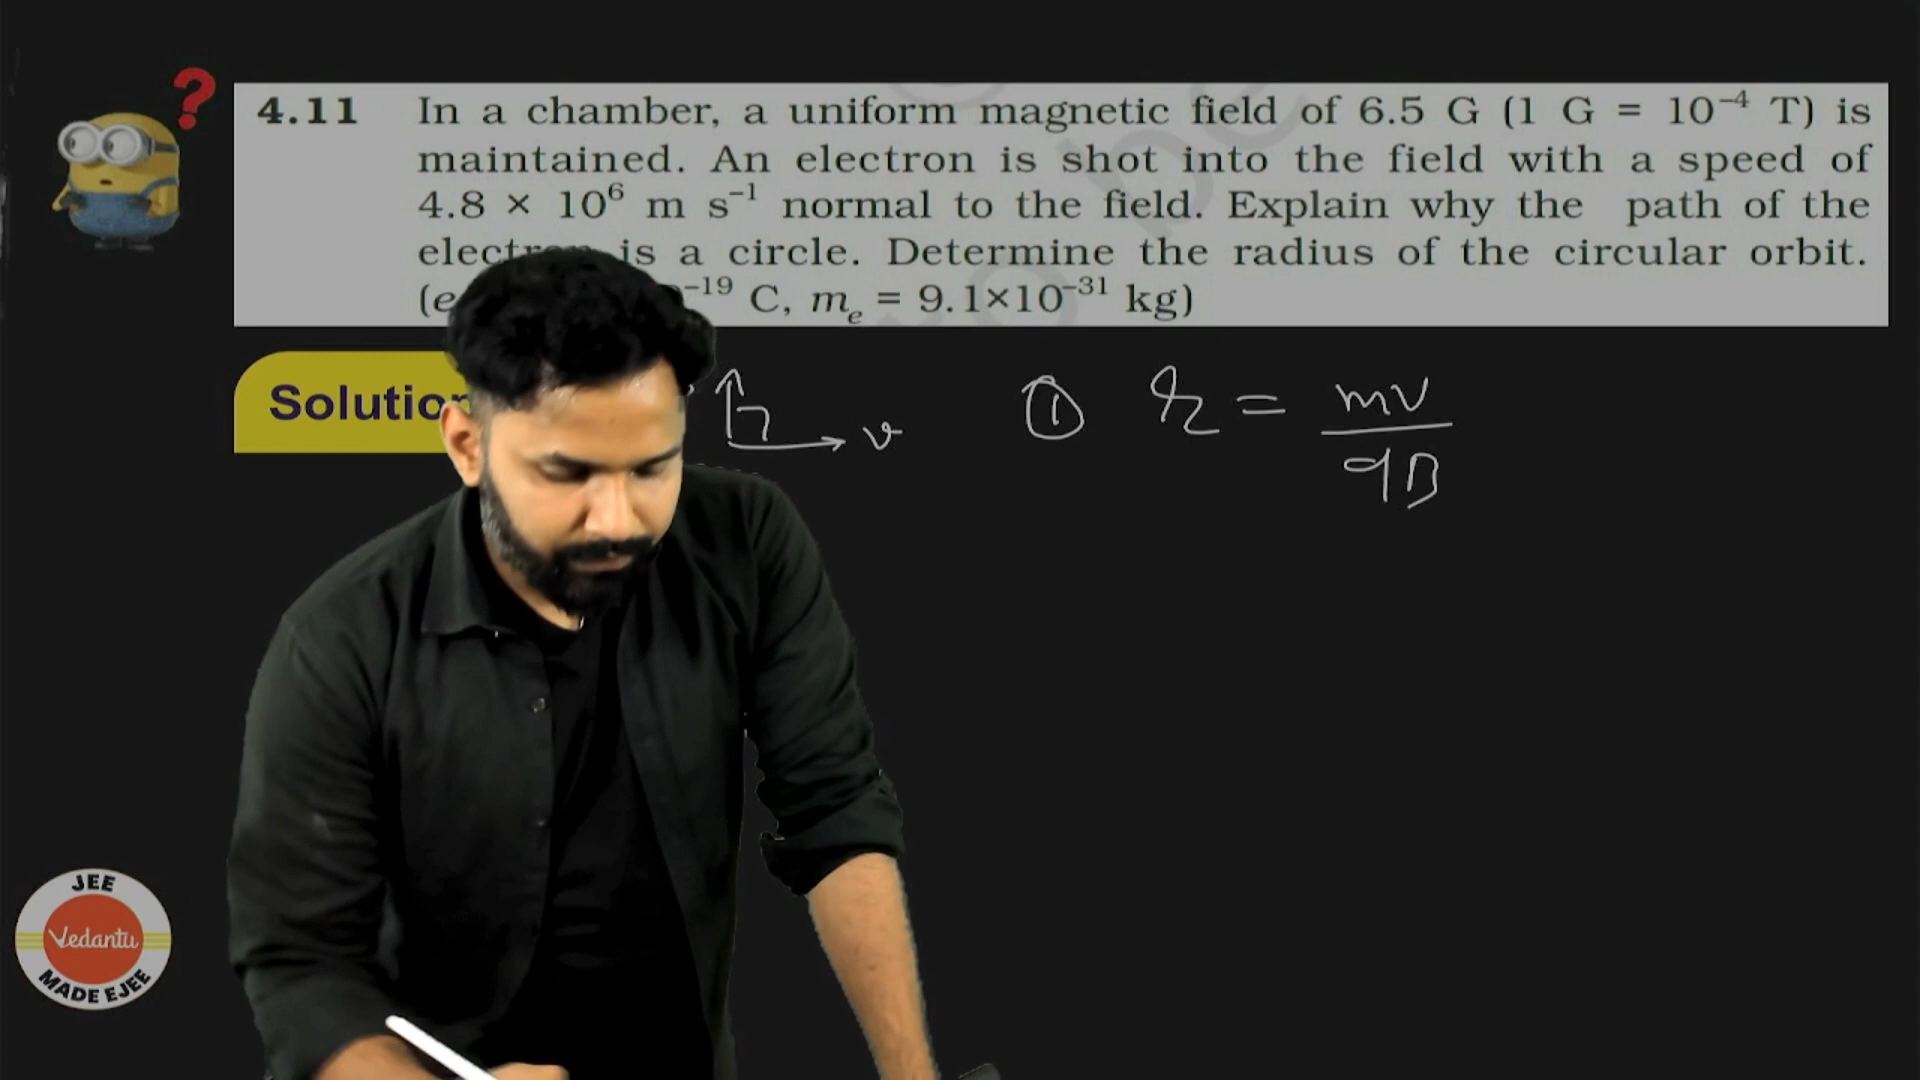 4.11 In a chamber, a uniform magnetic field of 6.5 G (1 G = 10⁻⁴ T) is
maintained. An electron is shot into the field with a speed of
4.8 × 10⁶ m s⁻¹ normal to the field. Explain why the path of the
is a circle. Determine the radius of the circular orbit.
(e ⁻¹⁹ C, mₑ = 9.1×10⁻³¹ kg)
?
v
① r = mv
qB
JEE
Vedantu
MADE EJEE